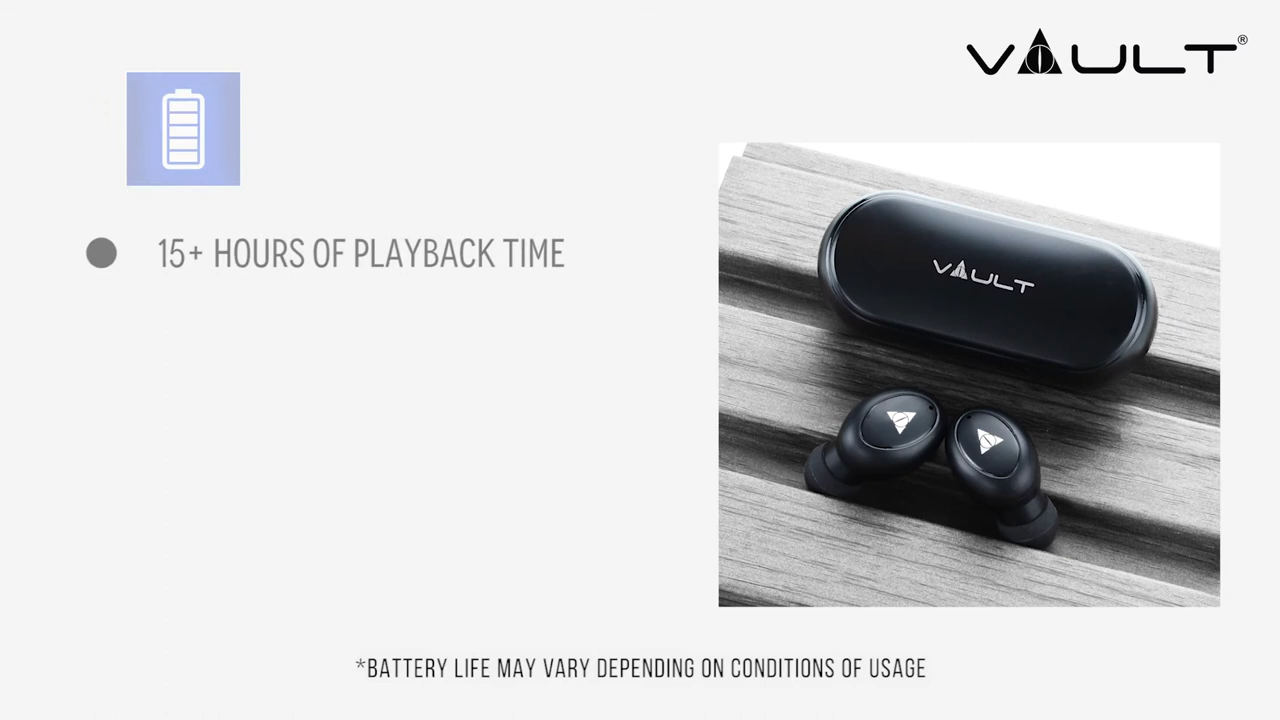 VAULT®
15+ HOURS OF PLAYBACK TIME
VAULT
*BATTERY LIFE MAY VARY DEPENDING ON CONDITIONS OF USAGE